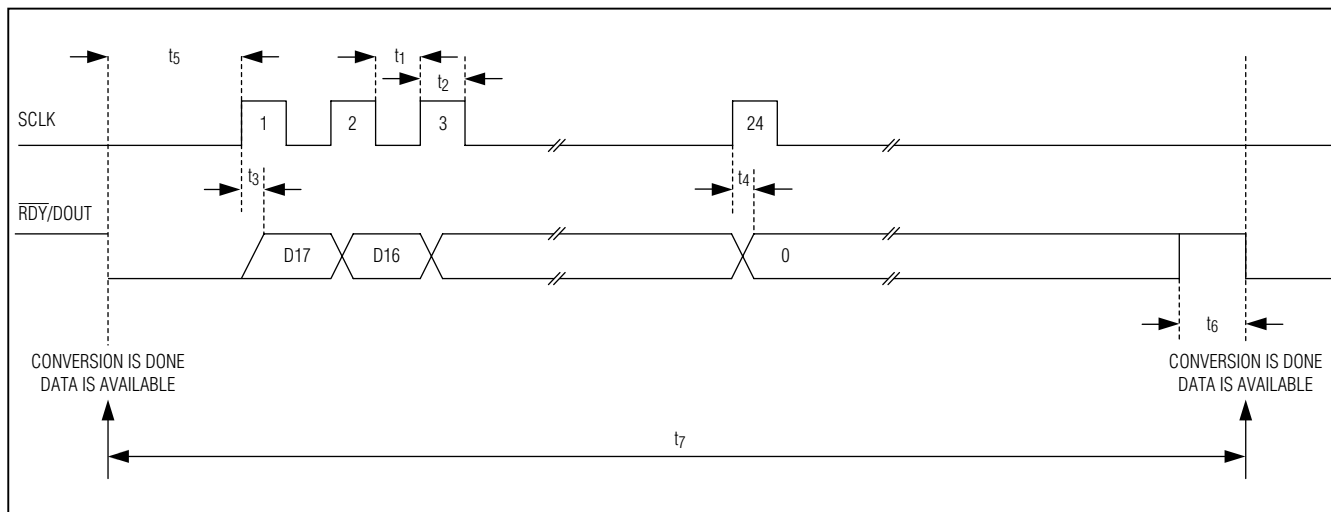 t5
t1
t2
SCLK
1
2
3
24
t3
t4
RDY/DOUT
D17
D16
0
t6
CONVERSION IS DONE
DATA IS AVAILABLE
CONVERSION IS DONE
DATA IS AVAILABLE
t7